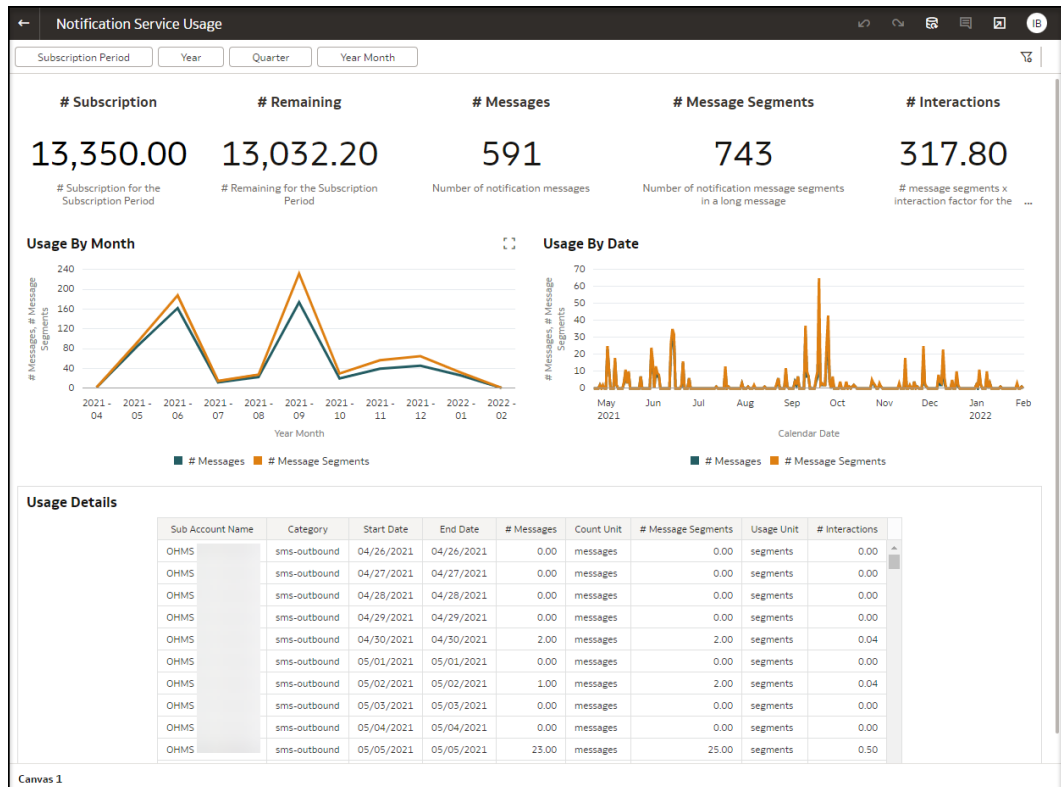 Notification Service Usage
IB
Subscription Period Year Quarter Year Month
# Subscription # Remaining # Messages # Message Segments # Interactions
13,350.00 13,032.20 591 743 317.80
# Subscription for the
Subscription Period
# Remaining for the Subscription
Period
Number of notification messages
Number of notification message segments
in a long message
# message segments x
interaction factor for the ...
Usage By Month
240
200
160
120
80
40
0
# Messages, # Message
Segments
2021 - 04 2021 - 05 2021 - 06 2021 - 07 2021 - 08 2021 - 09 2021 - 10 2021 - 11 2021 - 12 2022 - 01 2022 - 02
Year Month
# Messages # Message Segments
Usage By Date
70
60
50
40
30
20
10
0
# Messages, # Message
Segments
May Jun Jul Aug Sep Oct Nov Dec Jan Feb
2021 2022
Calendar Date
# Messages # Message Segments
Usage Details
Sub Account Name Category Start Date End Date # Messages Count Unit # Message Segments Usage Unit # Interactions
OHMS sms-outbound 04/26/2021 04/26/2021 0.00 messages 0.00 segments 0.00
OHMS sms-outbound 04/27/2021 04/27/2021 0.00 messages 0.00 segments 0.00
OHMS sms-outbound 04/28/2021 04/28/2021 0.00 messages 0.00 segments 0.00
OHMS sms-outbound 04/29/2021 04/29/2021 0.00 messages 0.00 segments 0.00
OHMS sms-outbound 04/30/2021 04/30/2021 2.00 messages 2.00 segments 0.04
OHMS sms-outbound 05/01/2021 05/01/2021 0.00 messages 0.00 segments 0.00
OHMS sms-outbound 05/02/2021 05/02/2021 1.00 messages 2.00 segments 0.04
OHMS sms-outbound 05/03/2021 05/03/2021 0.00 messages 0.00 segments 0.00
OHMS sms-outbound 05/04/2021 05/04/2021 0.00 messages 0.00 segments 0.00
OHMS sms-outbound 05/05/2021 05/05/2021 23.00 messages 25.00 segments 0.50
Canvas 1